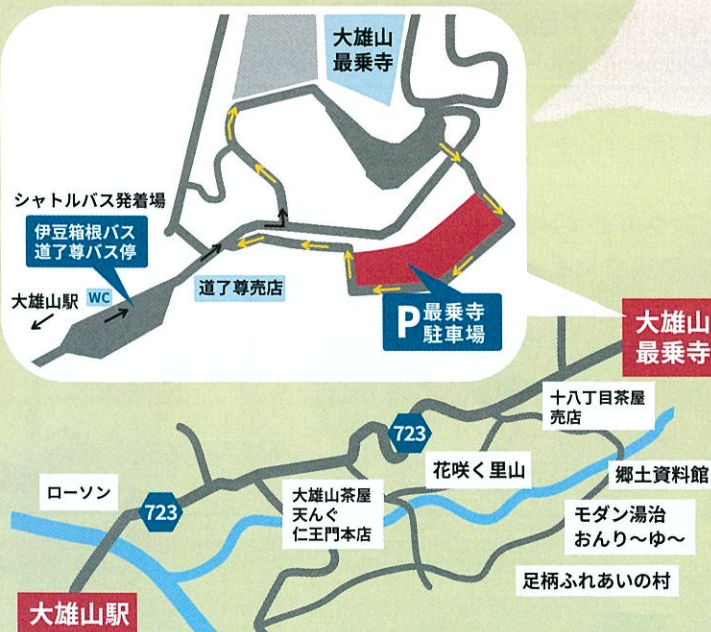 大雄山
最乗寺
シャトルバス発着場
伊豆箱根バス
道了尊バス停
大雄山駅
WC
道了尊売店
P 最乗寺
駐車場
大雄山
最乗寺
十八丁目茶屋
売店
723
花咲く里山
郷土資料館
ローソン
723
大雄山茶屋
天んぐ
仁王門本店
モダン湯治
おんり～ゆ～
足柄ふれあいの村
大雄山駅